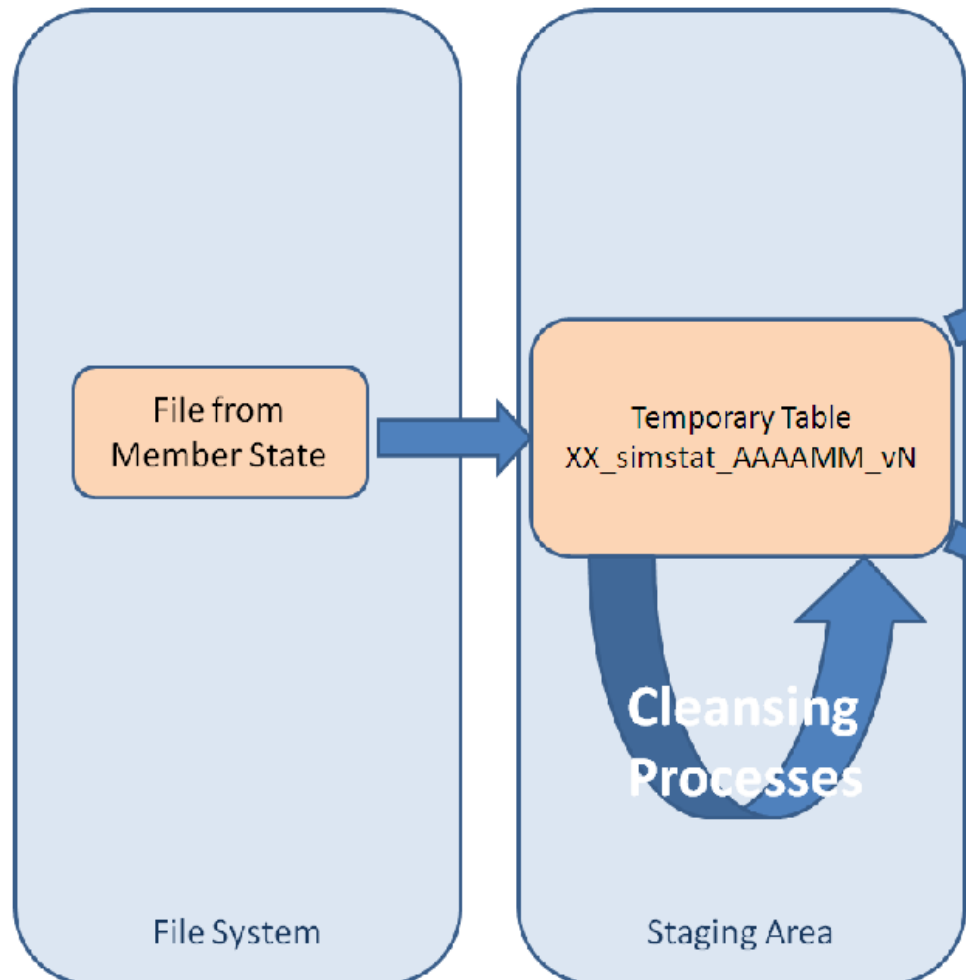 File from
Member State
Temporary Table
XX_simstat_AAAAMM_vN
Cleansing
Processes
File System
Staging Area